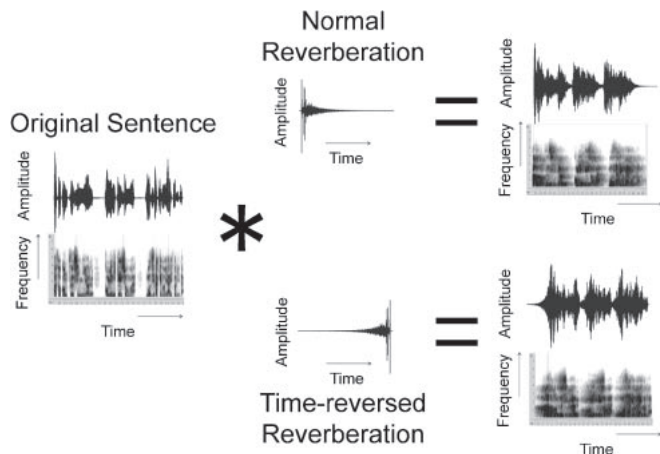 Original Sentence
Amplitude
Frequency
Time
*
Normal
Reverberation
Amplitude
Time
=
Amplitude
Frequency
Time
Amplitude
Time
Time-reversed
Reverberation
=
Amplitude
Frequency
Time